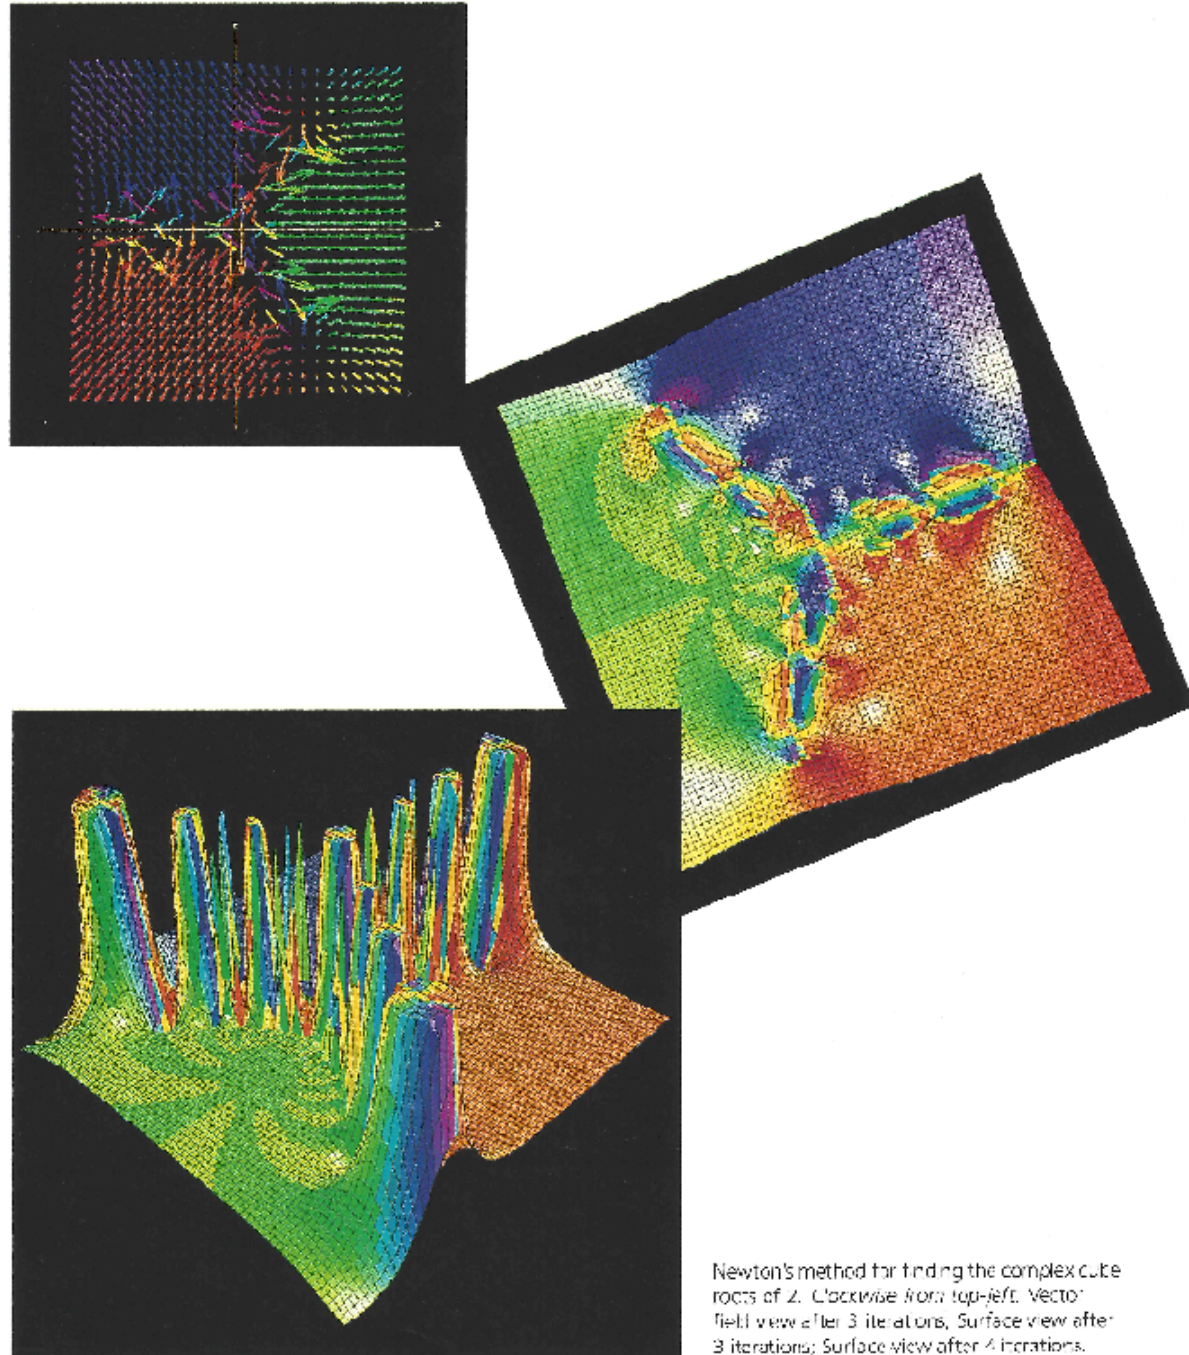 Newton's method for finding the complex cube
roots of 2. Clockwise from top-left: Vector
field view after 3 iterations; Surface view after
3 iterations; Surface view after 4 iterations.